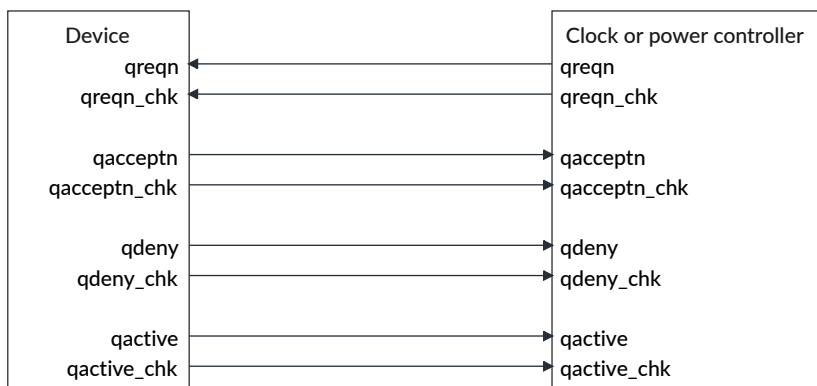 Device
qreqn
qreqn_chk
qacceptn
qacceptn_chk
qdeny
qdeny_chk
qactive
qactive_chk
Clock or power controller
qreqn
qreqn_chk
qacceptn
qacceptn_chk
qdeny
qdeny_chk
qactive
qactive_chk